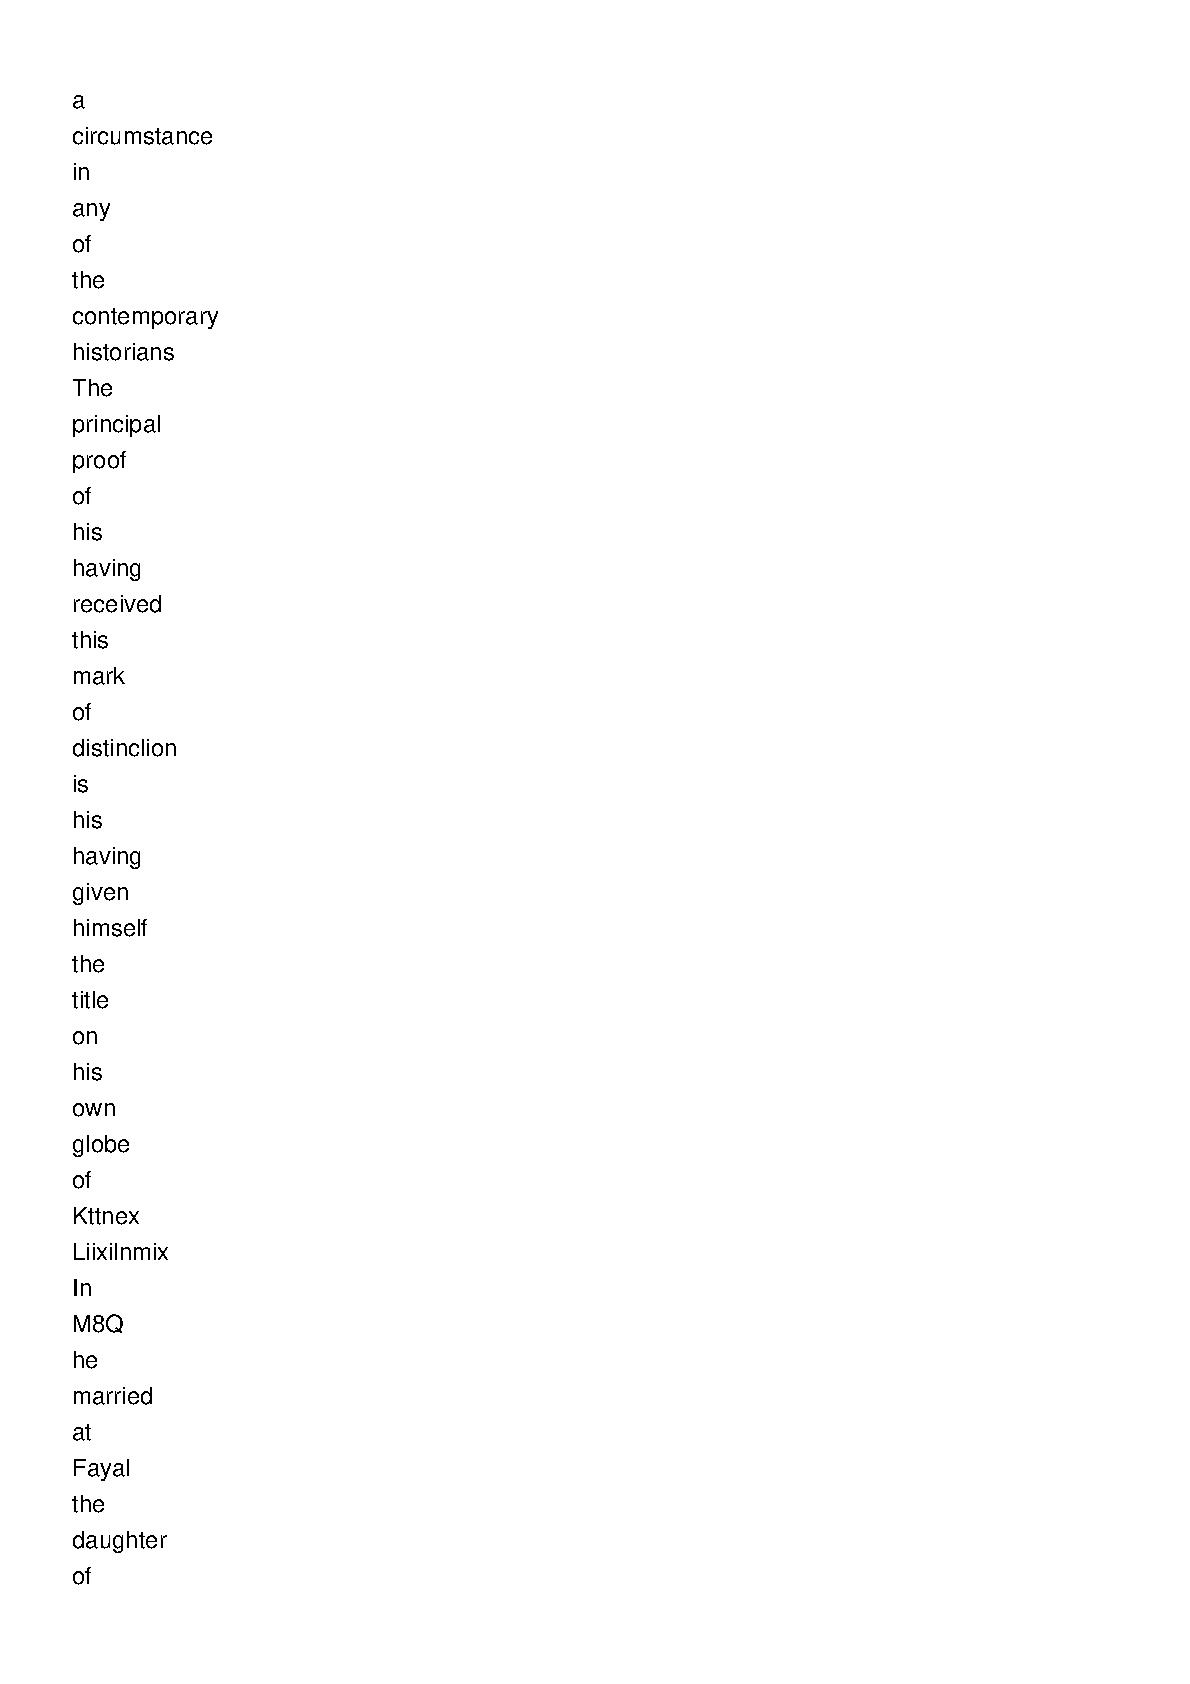 a
circumstance
in
any
of
the
contemporary
historians
The
principal
proof
of
his
having
received
this
mark
of
distinclion
is
his
having
given
himself
the
title
on
his
own
globe
of
Kttnex
Liixilnmix
In
M8Q
he
married
at
Fayal
the
daughter
of